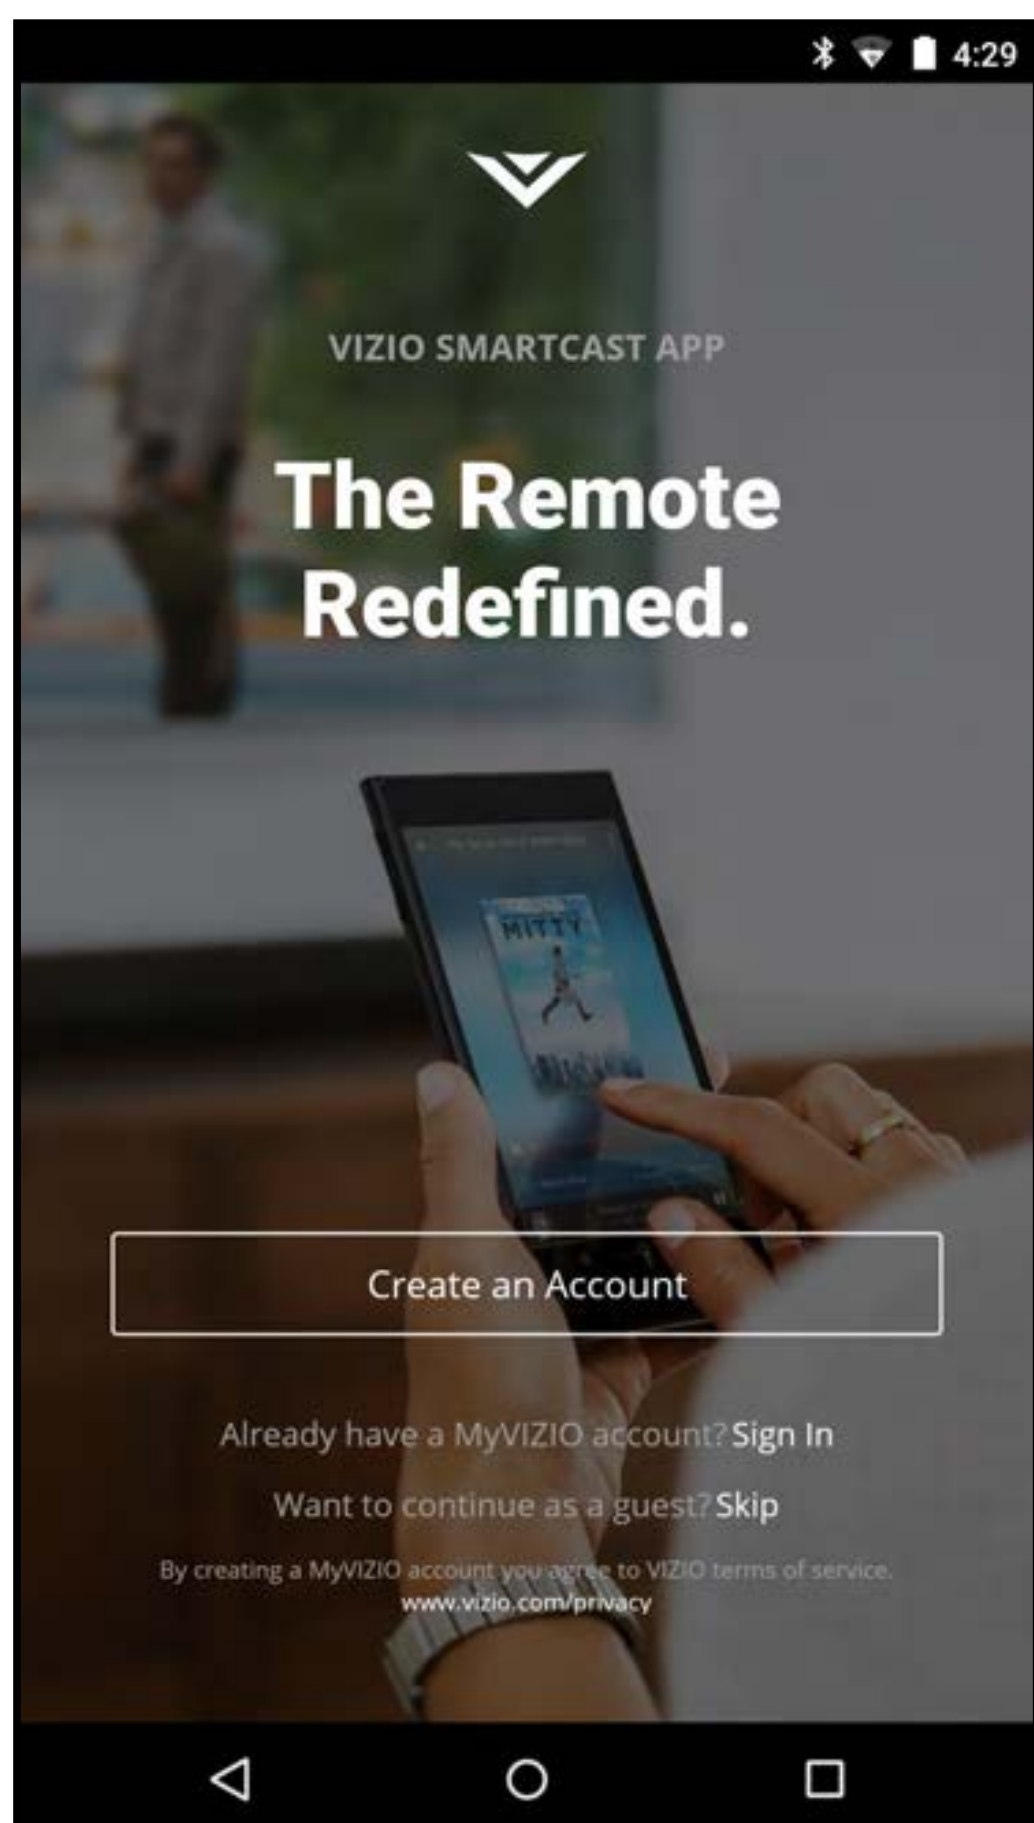 4:29
VIZIO SMARTCAST APP
The Remote
Redefined.
MITTY
Create an Account
Already have a MyVIZIO account? Sign In
Want to continue as a guest? Skip
By creating a MyVIZIO account you agree to VIZIO terms of service.
www.vizio.com/privacy